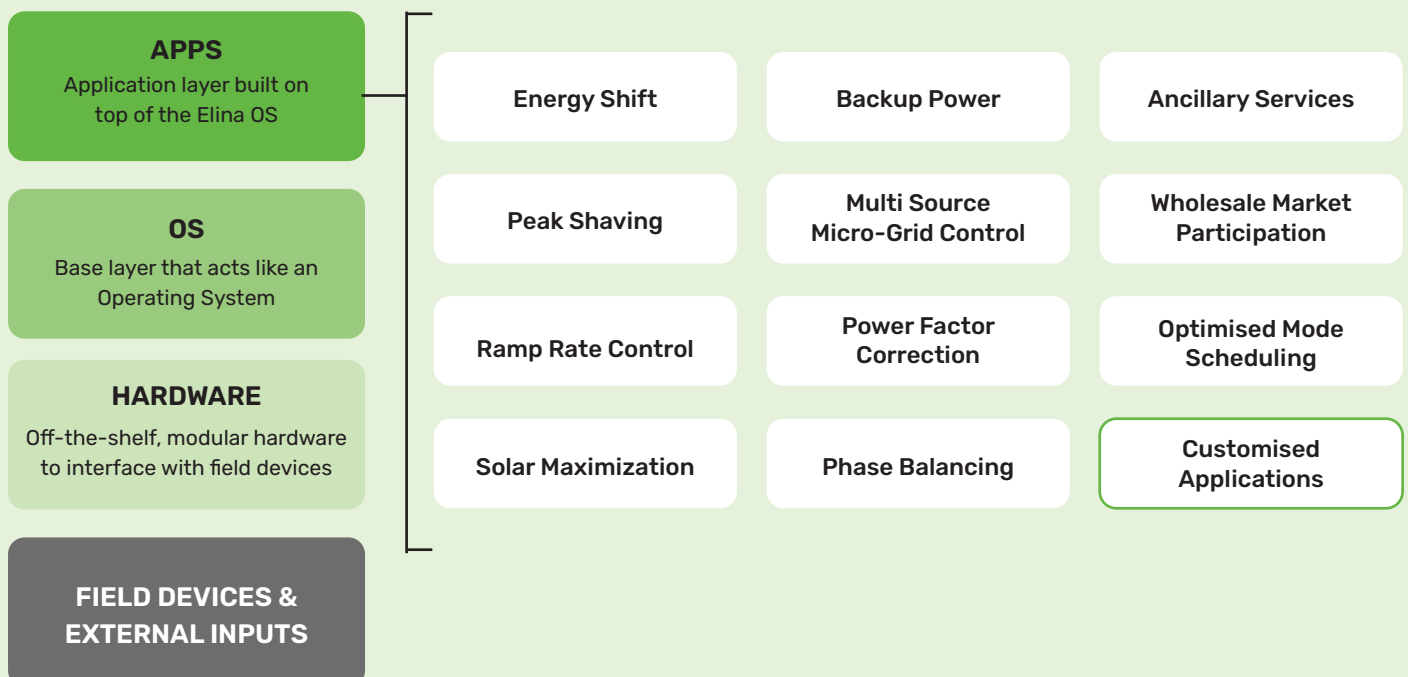 APPS
Application layer built on
top of the Elina OS
OS
Base layer that acts like an
Operating System
HARDWARE
Off-the-shelf, modular hardware
to interface with field devices
FIELD DEVICES &
EXTERNAL INPUTS
Energy Shift
Backup Power
Ancillary Services
Peak Shaving
Multi Source
Micro-Grid Control
Wholesale Market
Participation
Ramp Rate Control
Power Factor
Correction
Optimised Mode
Scheduling
Solar Maximization
Phase Balancing
Customised
Applications